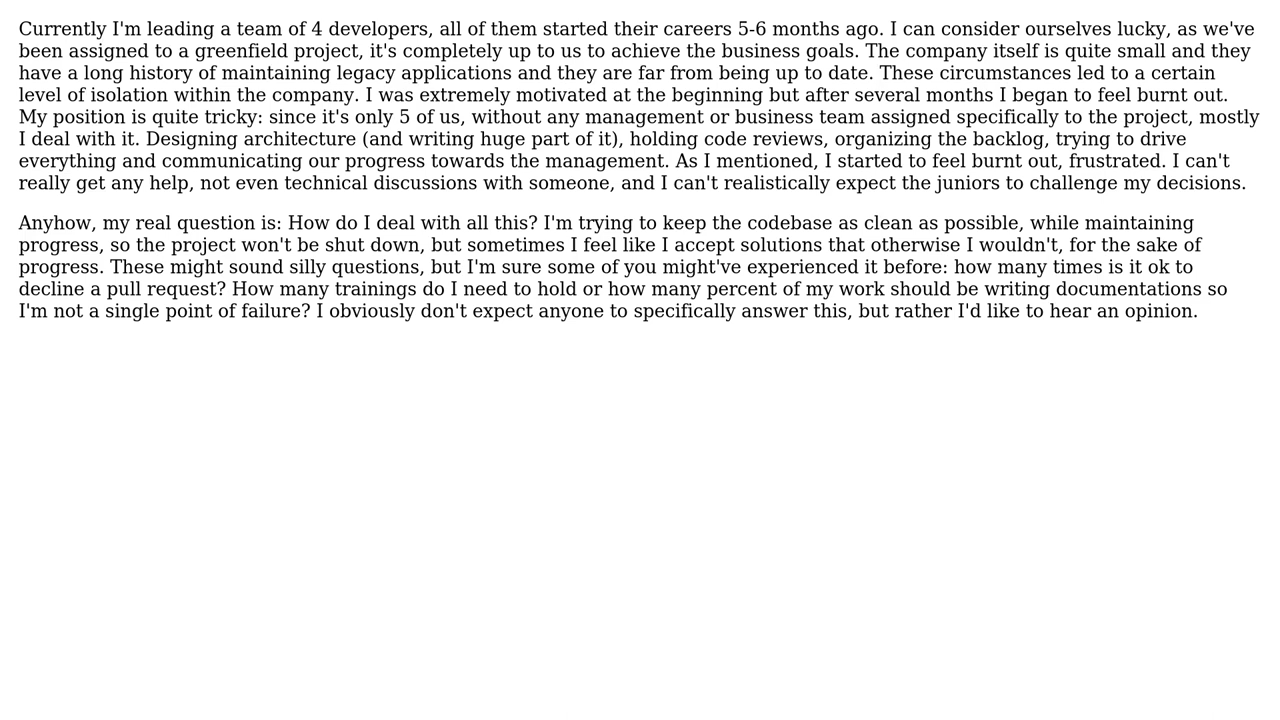 Currently I'm leading a team of 4 developers, all of them started their careers 5-6 months ago. I can consider ourselves lucky, as we've
been assigned to a greenfield project, it's completely up to us to achieve the business goals. The company itself is quite small and they
have a long history of maintaining legacy applications and they are far from being up to date. These circumstances led to a certain
level of isolation within the company. I was extremely motivated at the beginning but after several months I began to feel burnt out.
My position is quite tricky: since it's only 5 of us, without any management or business team assigned specifically to the project, mostly
I deal with it. Designing architecture (and writing huge part of it), holding code reviews, organizing the backlog, trying to drive
everything and communicating our progress towards the management. As I mentioned, I started to feel burnt out, frustrated. I can't
really get any help, not even technical discussions with someone, and I can't realistically expect the juniors to challenge my decisions.
Anyhow, my real question is: How do I deal with all this? I'm trying to keep the codebase as clean as possible, while maintaining
progress, so the project won't be shut down, but sometimes I feel like I accept solutions that otherwise I wouldn't, for the sake of
progress. These might sound silly questions, but I'm sure some of you might've experienced it before: how many times is it ok to
decline a pull request? How many trainings do I need to hold or how many percent of my work should be writing documentations so
I'm not a single point of failure? I obviously don't expect anyone to specifically answer this, but rather I'd like to hear an opinion.